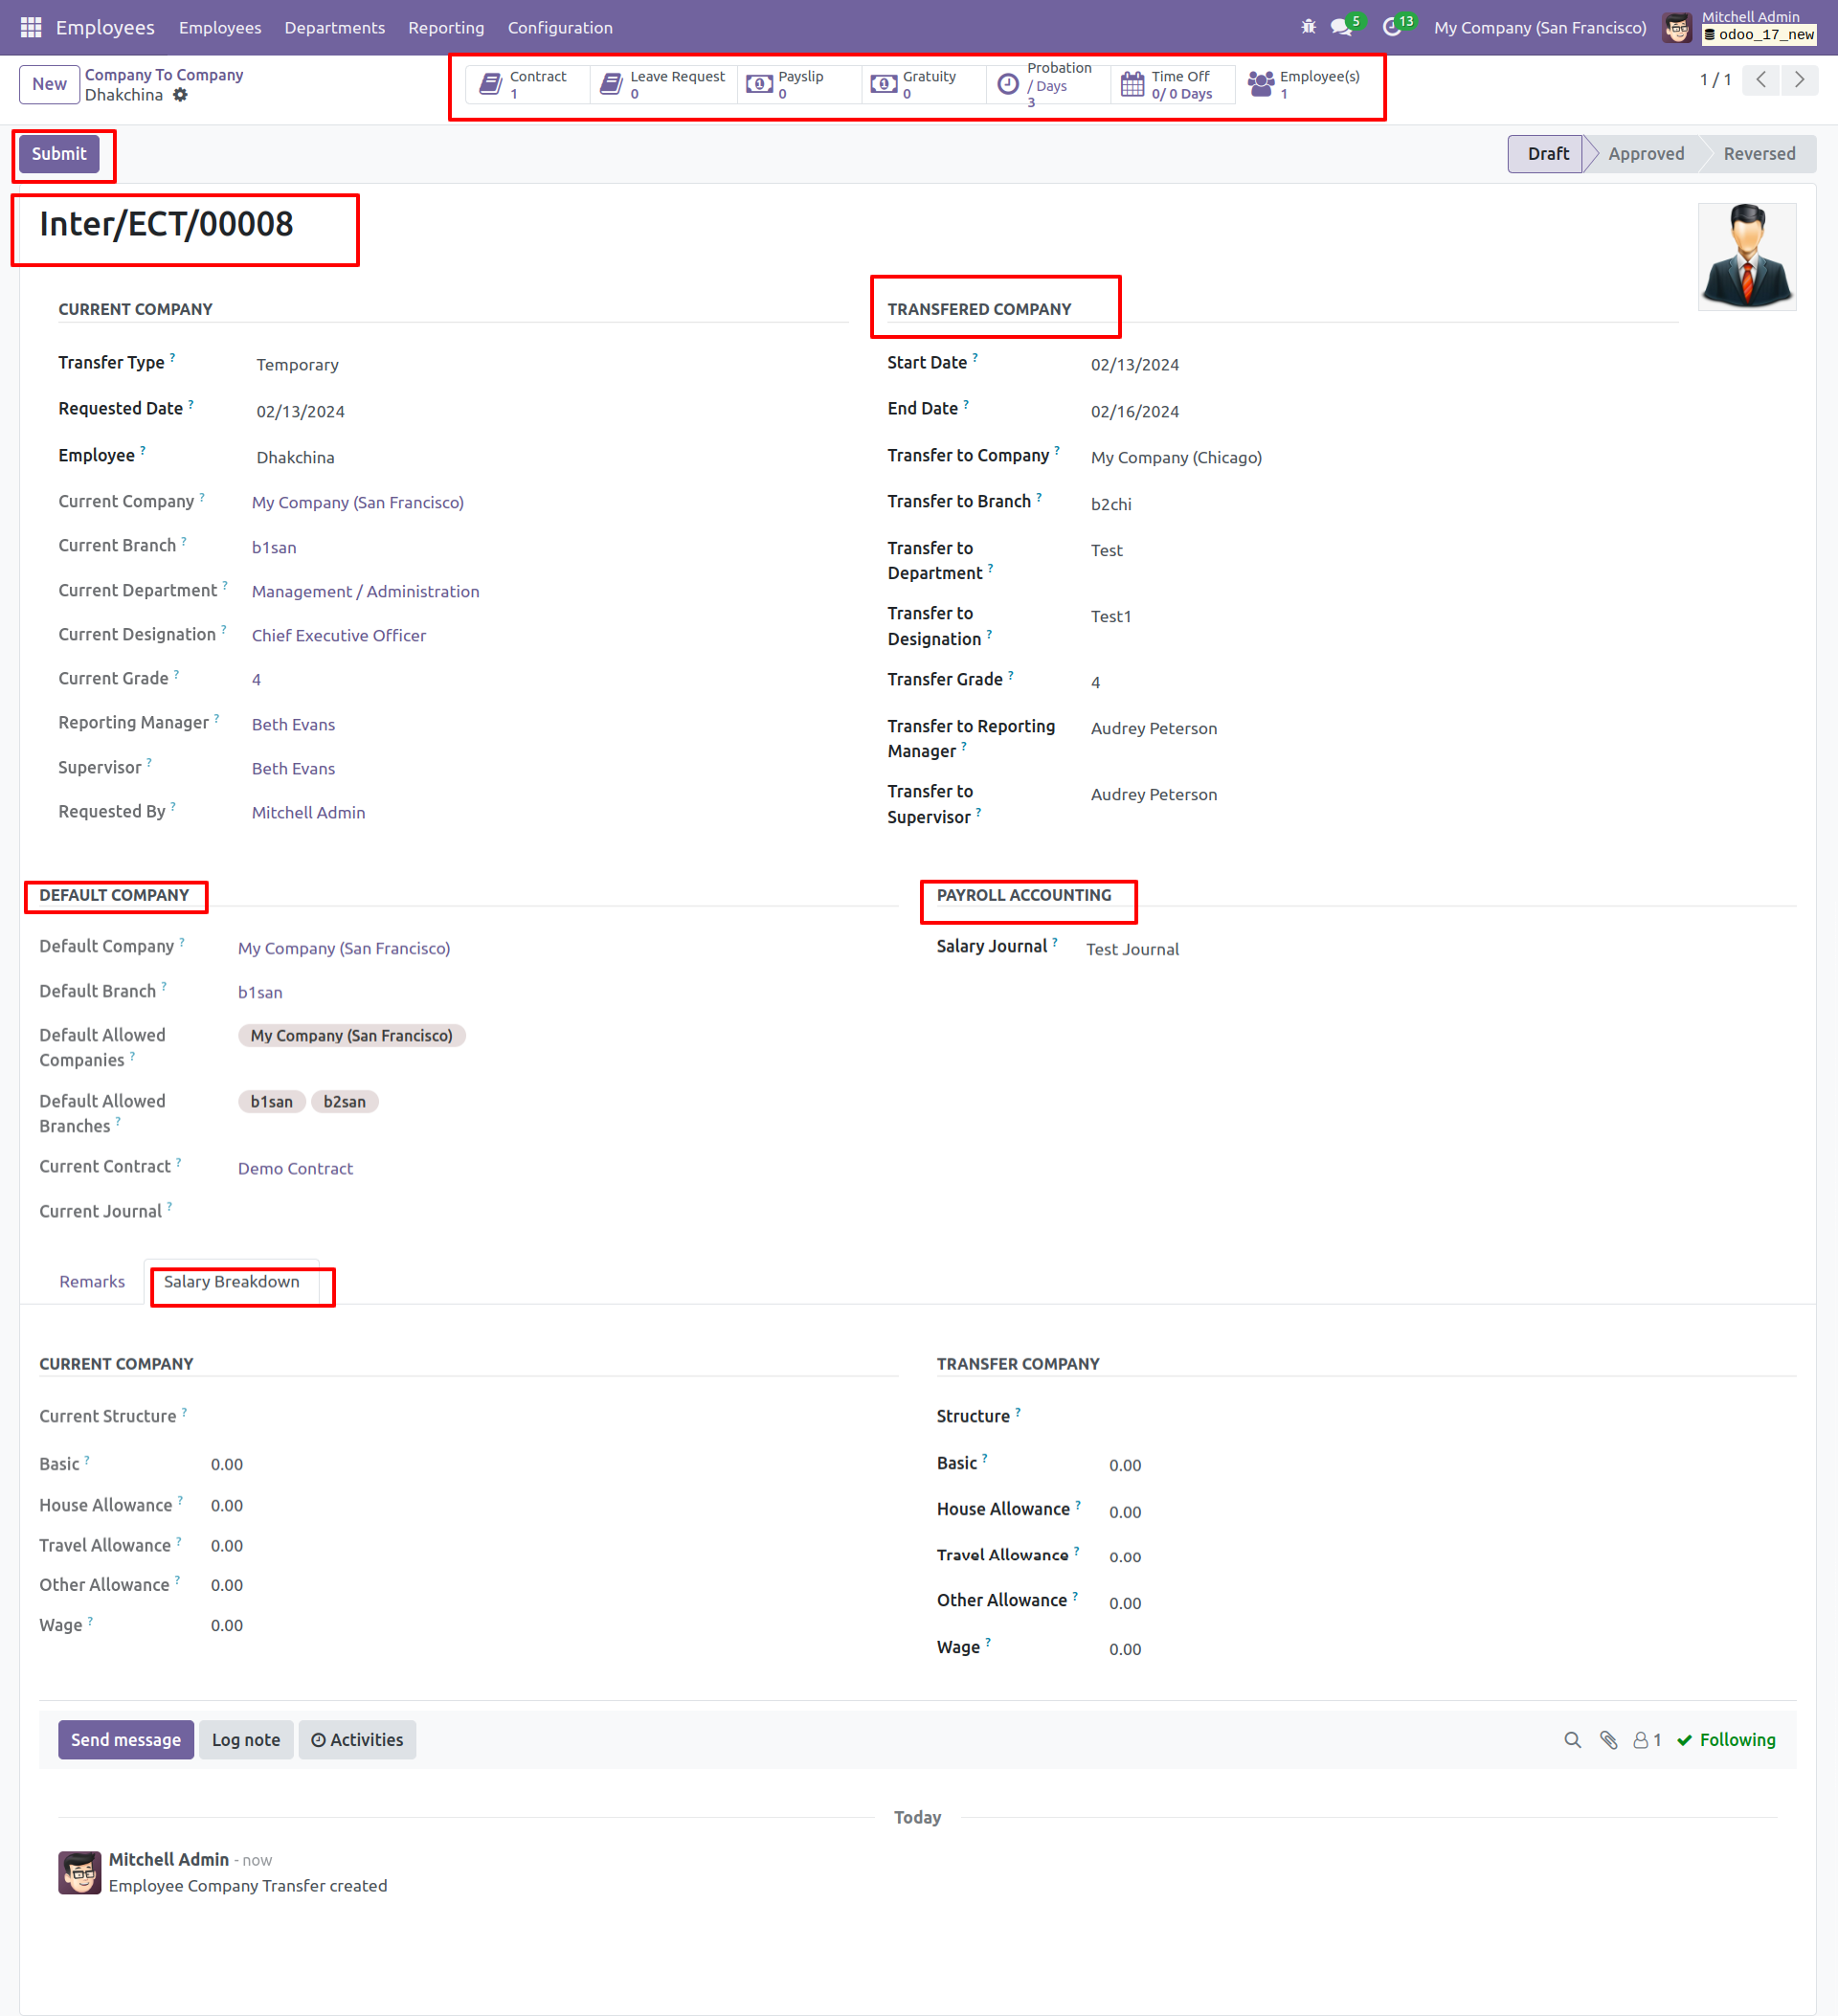 Employees Employees Departments Reporting Configuration 5 13 My Company (San Francisco) Mitchell Admin
odoo_17_new
New Company To Company
Dhakchina
Contract
1
Leave Request
0
Payslip
0
Gratuity
0
Probation
/ Days
3
Time Off
0/ 0 Days
Employee(s)
1
1 / 1
Submit
Draft Approved Reversed
Inter/ECT/00008
CURRENT COMPANY
Transfer Type ? Temporary
Requested Date ? 02/13/2024
Employee ? Dhakchina
Current Company ? My Company (San Francisco)
Current Branch ? b1san
Current Department ? Management / Administration
Current Designation ? Chief Executive Officer
Current Grade ? 4
Reporting Manager ? Beth Evans
Supervisor ? Beth Evans
Requested By ? Mitchell Admin
TRANSFERED COMPANY
Start Date ? 02/13/2024
End Date ? 02/16/2024
Transfer to Company ? My Company (Chicago)
Transfer to Branch ? b2chi
Transfer to
Department ? Test
Transfer to
Designation ? Test1
Transfer Grade ? 4
Transfer to Reporting
Manager ? Audrey Peterson
Transfer to
Supervisor ? Audrey Peterson
DEFAULT COMPANY
Default Company ? My Company (San Francisco)
Default Branch ? b1san
Default Allowed
Companies ? My Company (San Francisco)
Default Allowed
Branches ? b1san b2san
Current Contract ? Demo Contract
Current Journal ?
PAYROLL ACCOUNTING
Salary Journal ? Test Journal
Remarks Salary Breakdown
CURRENT COMPANY
Current Structure ?
Basic ? 0.00
House Allowance ? 0.00
Travel Allowance ? 0.00
Other Allowance ? 0.00
Wage ? 0.00
TRANSFER COMPANY
Structure ?
Basic ? 0.00
House Allowance ? 0.00
Travel Allowance ? 0.00
Other Allowance ? 0.00
Wage ? 0.00
Send message Log note Activities 1 Following
Today
Mitchell Admin - now
Employee Company Transfer created